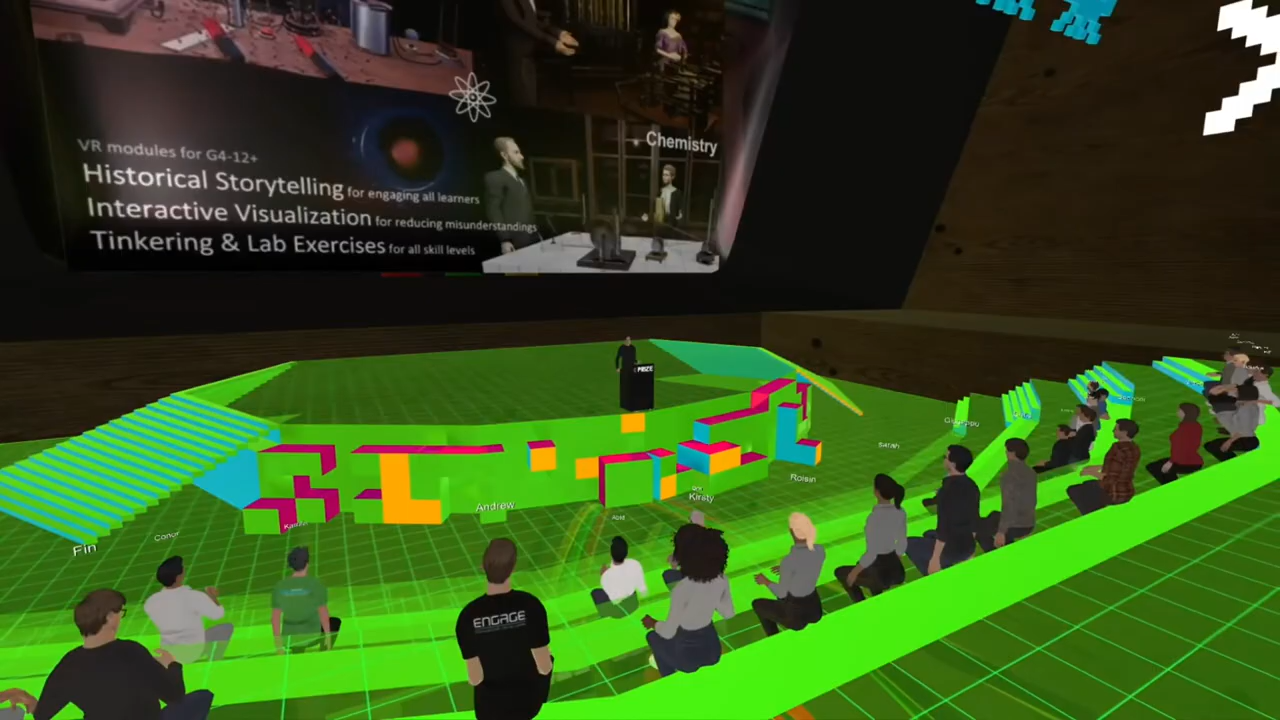 Chemistry
VR modules for G4-12+
Historical Storytelling for engaging all learners
Interactive Visualization for reducing misunderstandings
Tinkering & Lab Exercises for all skill levels
Sarah
Roisin
Kirsty
Andrew
Conor
Fin
ENGAGE